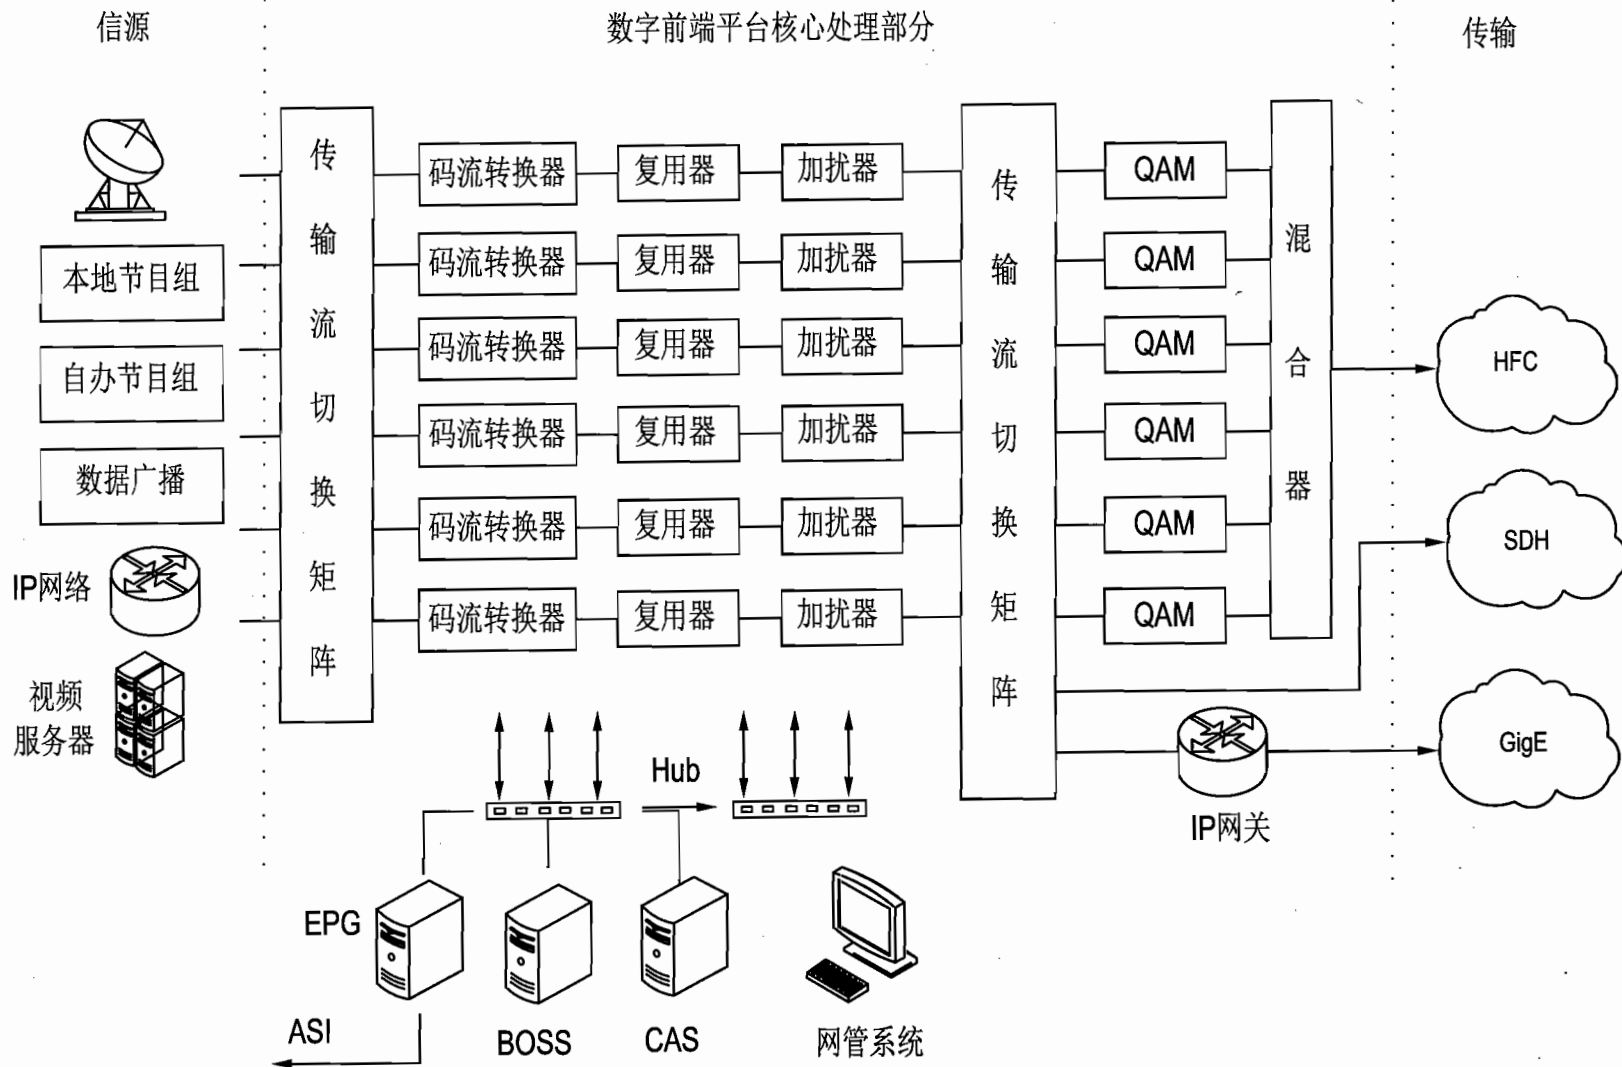 信源
数字前端平台核心处理部分
传输
本地节目组
自办节目组
数据广播
IP网络
视频
服务器
传输流切换矩阵
码流转换器 复用器 加扰器
码流转换器 复用器 加扰器
码流转换器 复用器 加扰器
码流转换器 复用器 加扰器
码流转换器 复用器 加扰器
码流转换器 复用器 加扰器
传输流切换矩阵
QAM
QAM
QAM
QAM
QAM
QAM
混合器
HFC
SDH
GigE
IP网关
Hub
EPG
ASI
BOSS
CAS
网管系统